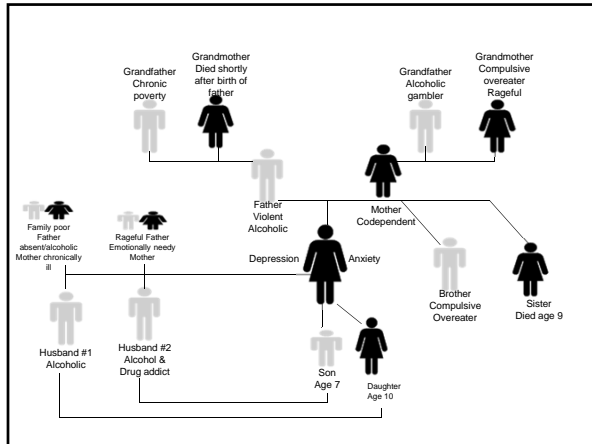 Grandfather
Chronic
poverty
Grandmother
Died shortly
after birth of
father
Grandfather
Alcoholic
gambler
Grandmother
Compulsive
overeater
Rageful
Father
Violent
Alcoholic
Mother
Codependent
Family poor
Father
absent/alcoholic
Mother chronically
ill
Rageful Father
Emotionally needy
Mother
Depression
Anxiety
Brother
Compulsive
Overeater
Sister
Died age 9
Husband #1
Alcoholic
Husband #2
Alcohol &
Drug addict
Son
Age 7
Daughter
Age 10